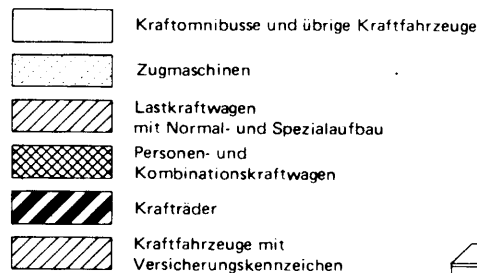 Kraftomnibusse und übrige Kraftfahrzeuge
Zugmaschinen
Lastkraftwagen
mit Normal- und Spezialaufbau
Personen- und
Kombinationskraftwagen
Krafträder
Kraftfahrzeuge mit
Versicherungskennzeichen